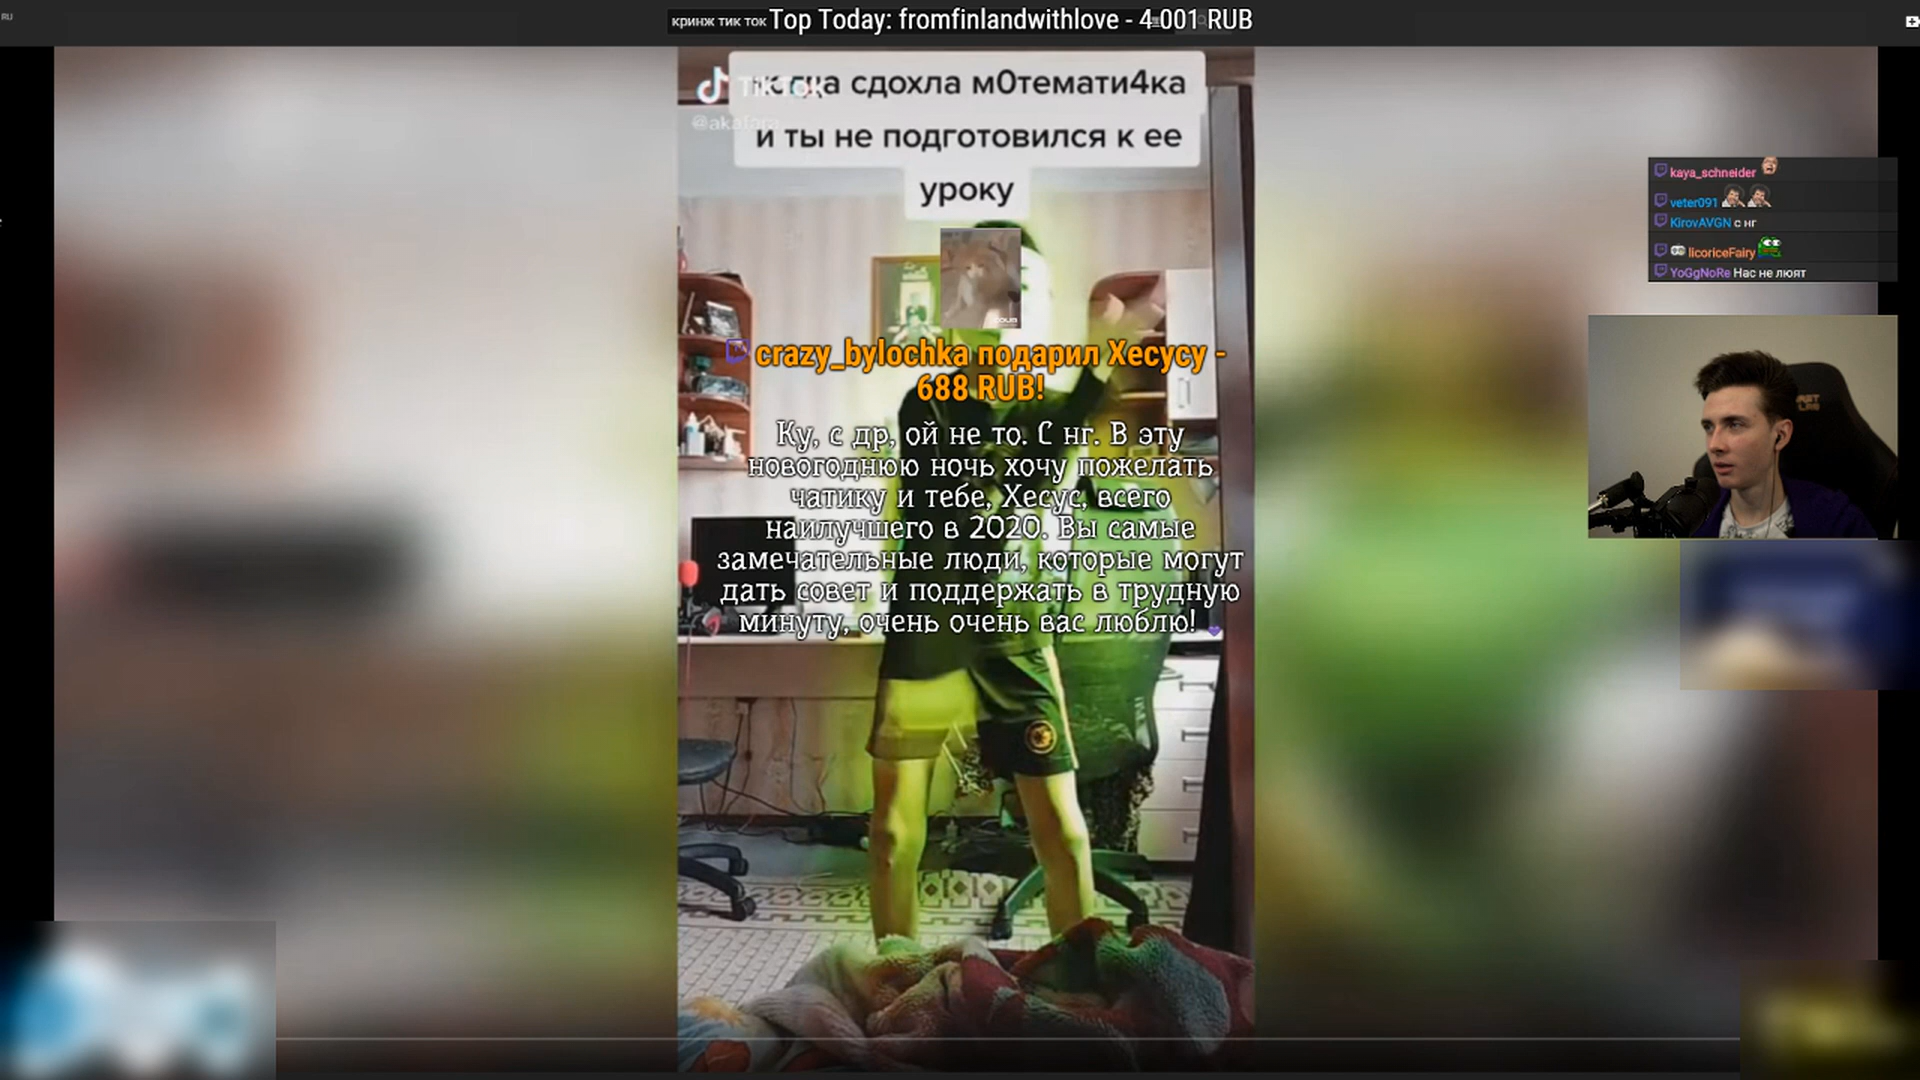 RU
кринж тик ток
Top Today: fromfinlandwithlove - 4 001 RUB
TikTok
сдохла м0темати4ка
и ты не подготовился к ее
уроку
kaya_schneider
veter091
KirovAVGN с нг
licoriceFairy
YoGgNoRe Нас не люят
crazy_bylochka подарил Хесусу -
688 RUB!
Ку, с др, ой не то. С нг. В эту
новогоднюю ночь хочу пожелать
чатику и тебе, Хесус, всего
наилучшего в 2020. Вы самые
замечательные люди, которые могут
дать совет и поддержать в трудную
минуту, очень очень вас люблю!